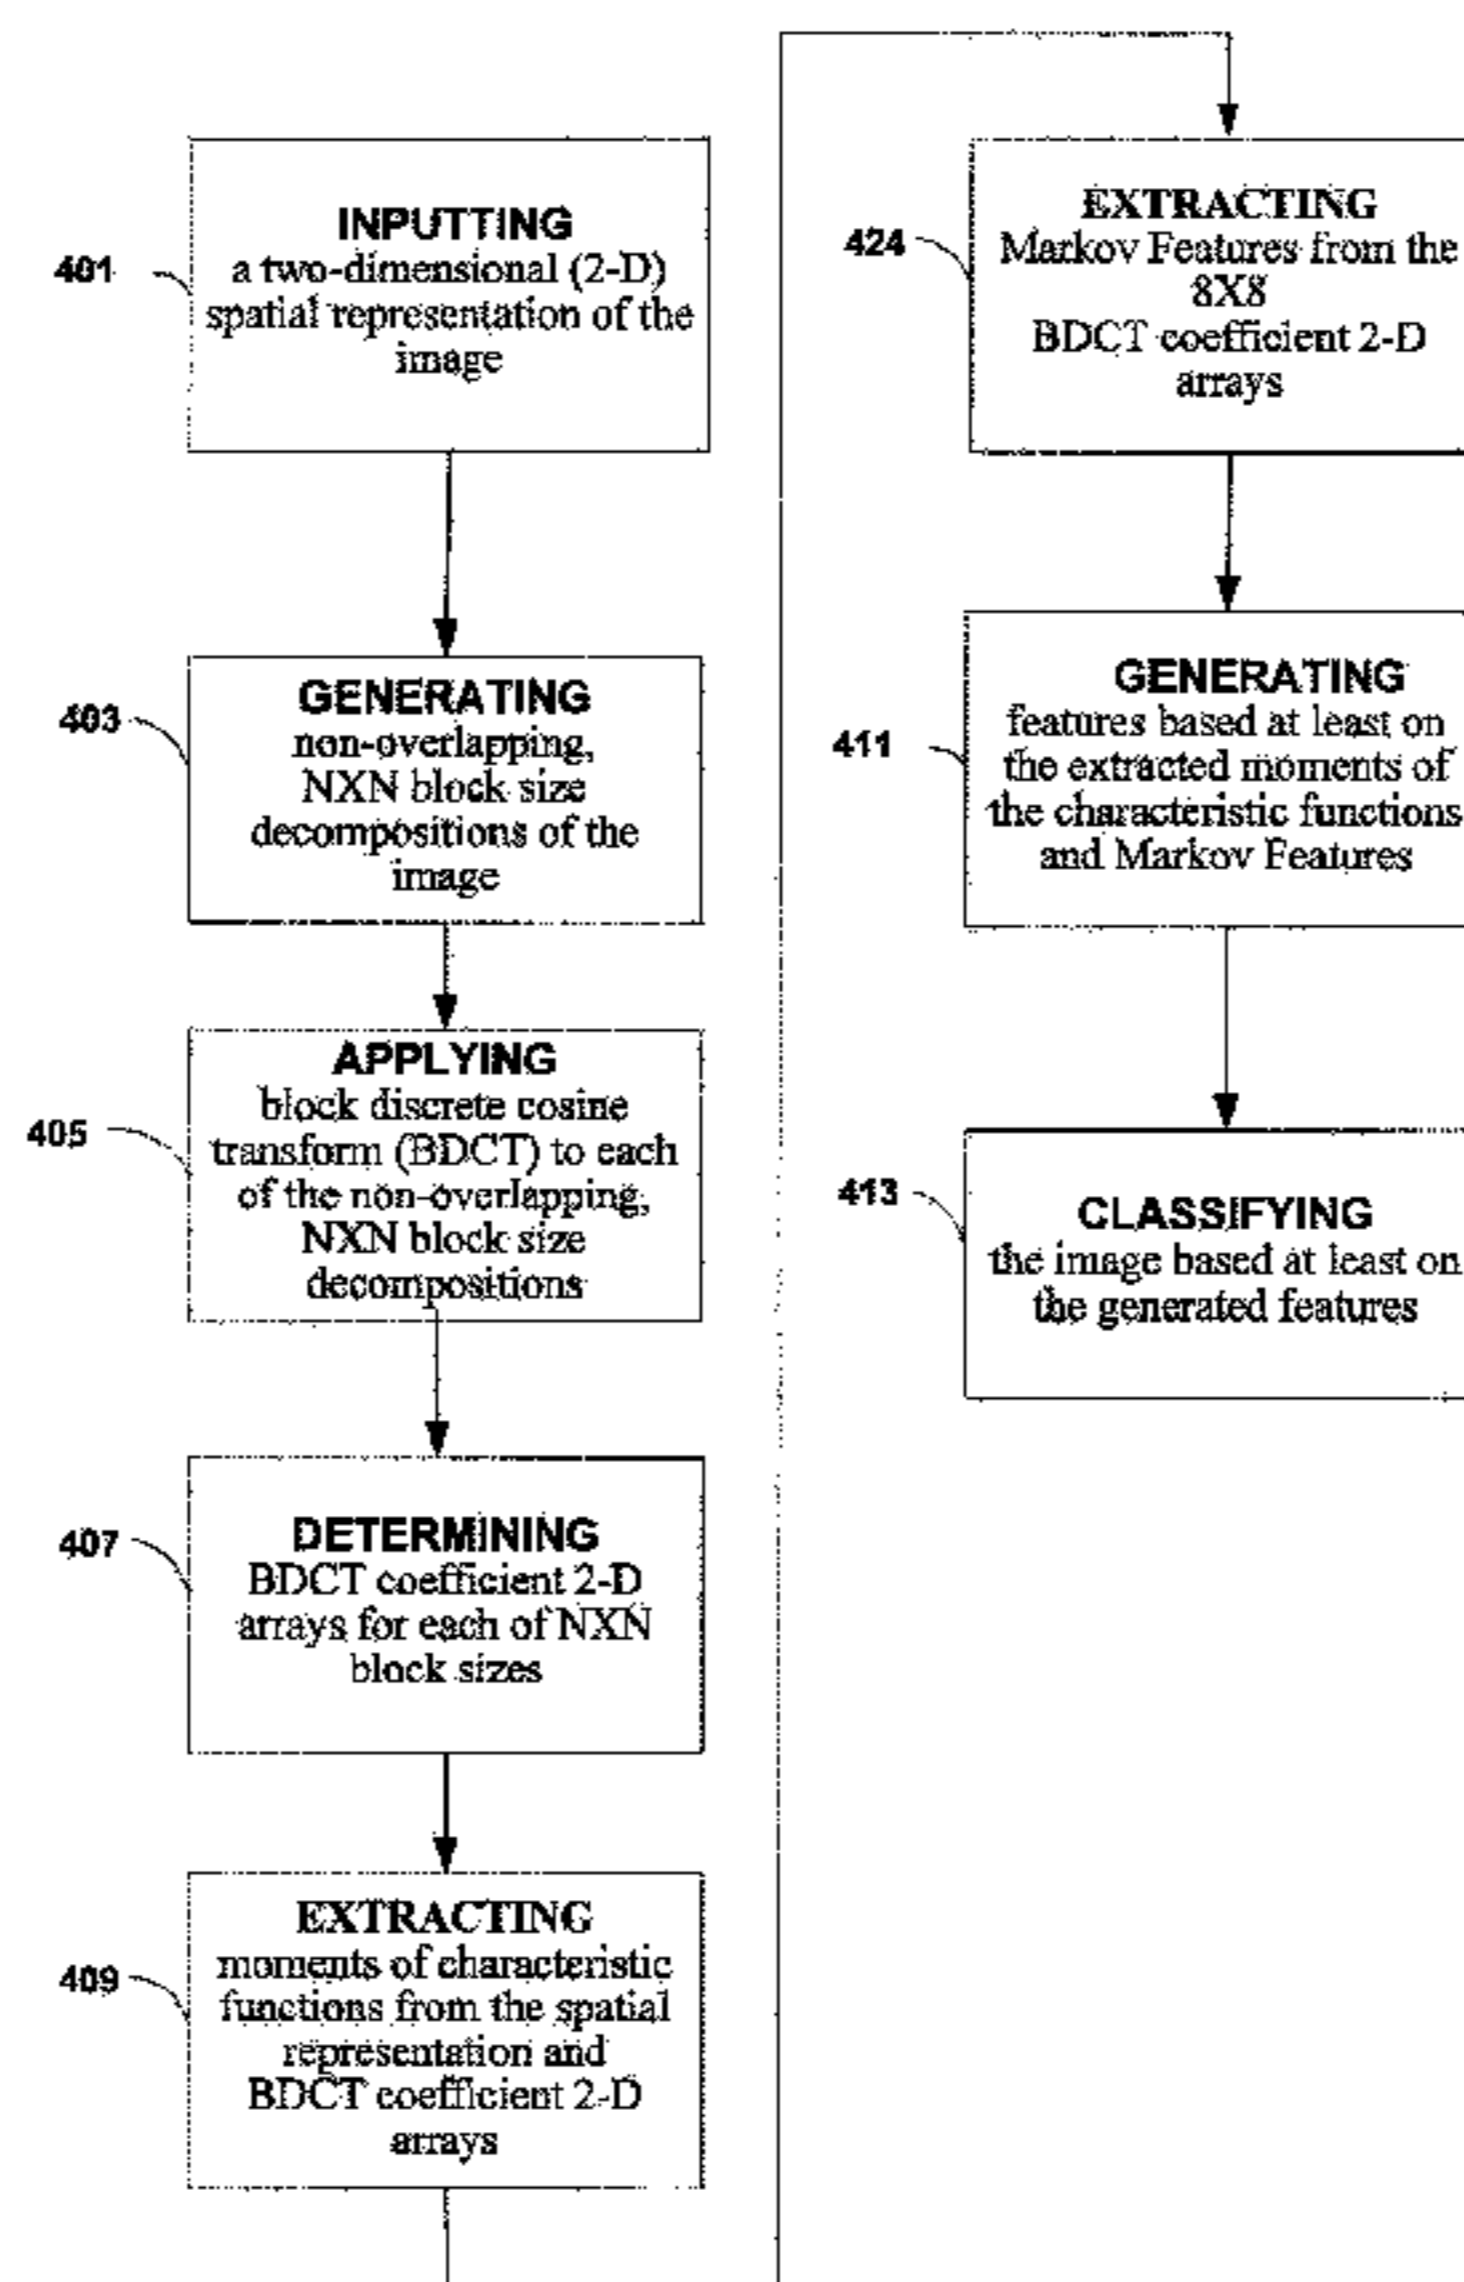 401
INPUTTING
a two-dimensional (2-D)
spatial representation of the
image
403
GENERATING
non-overlapping,
NXN block size
decompositions of the
image
405
APPLYING
block discrete cosine
transform (BDCT) to each
of the non-overlapping,
NXN block size
decompositions
407
DETERMINING
BDCT coefficient 2-D
arrays for each of NXN
block sizes
409
EXTRACTING
moments of characteristic
functions from the spatial
representation and
BDCT coefficient 2-D
arrays
424
EXTRACTING
Markov Features from the
8X8
BDCT coefficient 2-D
arrays
411
GENERATING
features based at least on
the extracted moments of
the characteristic functions
and Markov Features
413
CLASSIFYING
the image based at least on
the generated features